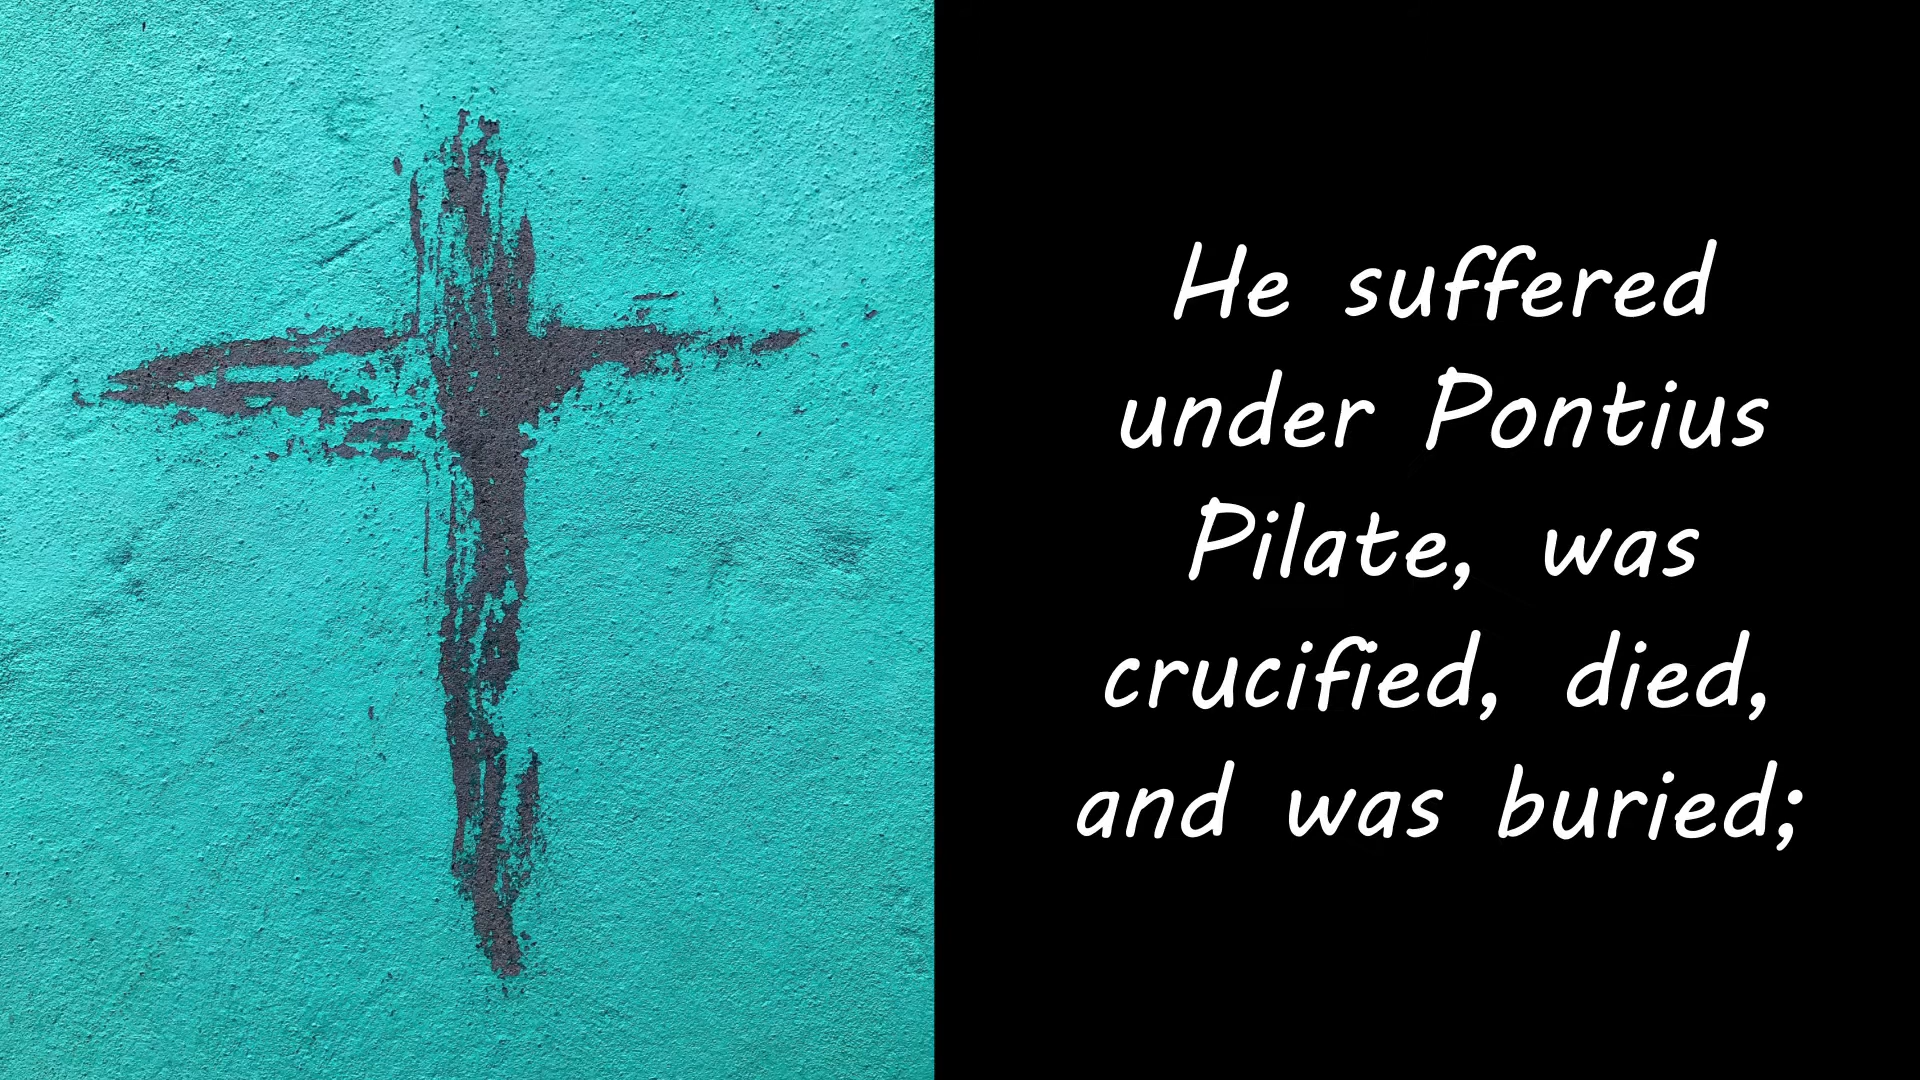 He suffered
under Pontius
Pilate, was
crucified, died,
and was buried;